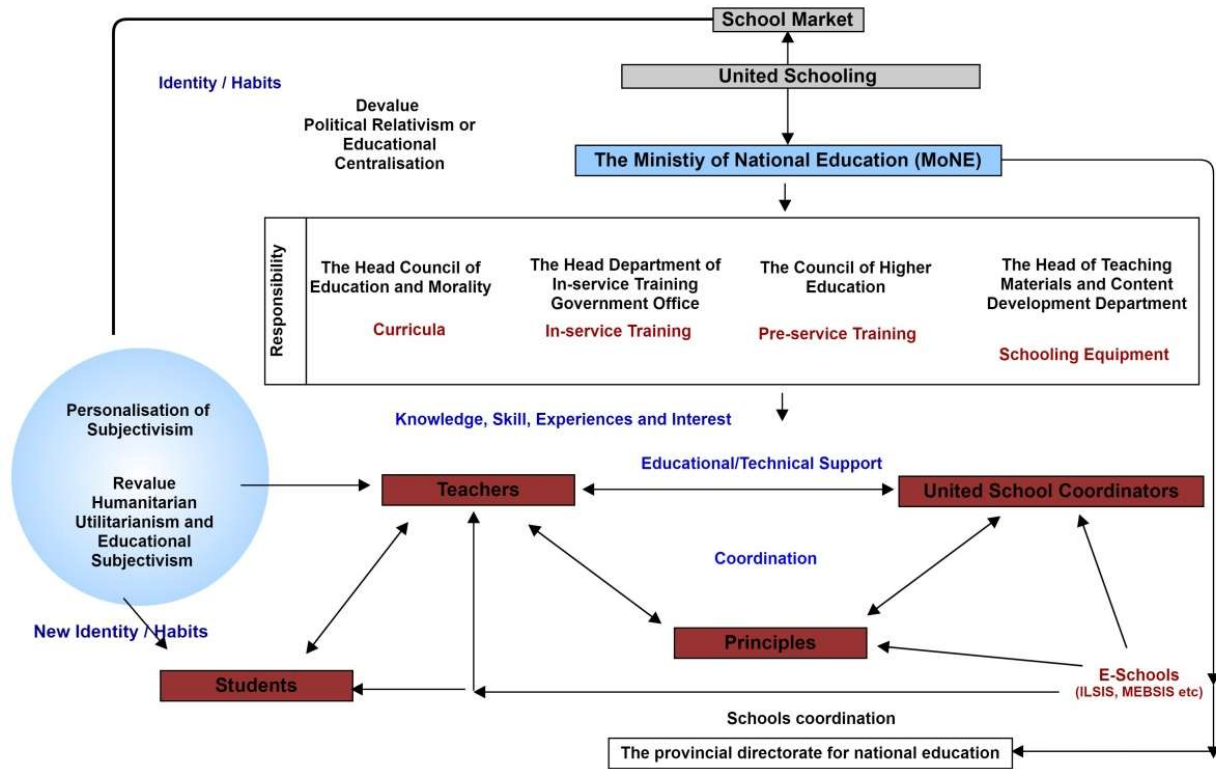 School Market
United Schooling
Identity / Habits
Devalue
Political Relativism or
Educational
Centralisation
The Ministiy of National Education (MoNE)
Responsibility
The Head Council of
Education and Morality
Curricula
The Head Department of
In-service Training
Government Office
In-service Training
The Council of Higher
Education
Pre-service Training
The Head of Teaching
Materials and Content
Development Department
Schooling Equipment
Personalisation of
Subjectivisim
Revalue
Humanitarian
Utilitarianism and
Educational
Subjectivism
Knowledge, Skill, Experiences and Interest
Educational/Technical Support
Teachers
United School Coordinators
Coordination
New Identity / Habits
Principles
Students
E-Schools
(ILSIS, MEBSIS etc)
Schools coordination
The provincial directorate for national education